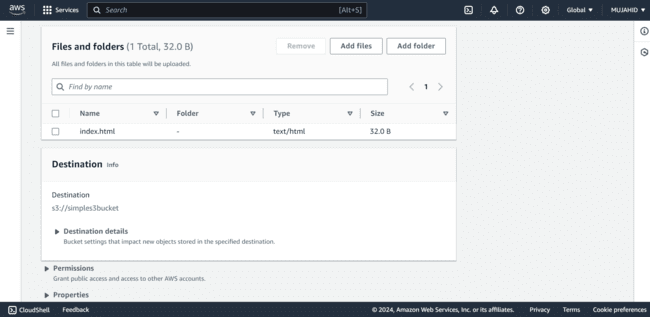 aws Services Search [Alt+S] Global MUJAHID
Files and folders (1 Total, 32.0 B) Remove Add files Add folder
All files and folders in this table will be uploaded.
Find by name 1
Name Folder Type Size
index.html - text/html 32.0 B
Destination Info
Destination
s3://simples3bucket
Destination details
Bucket settings that impact new objects stored in the specified destination.
Permissions
Grant public access and access to other AWS accounts.
Properties
CloudShell Feedback © 2024, Amazon Web Services, Inc. or its affiliates. Privacy Terms Cookie preferences